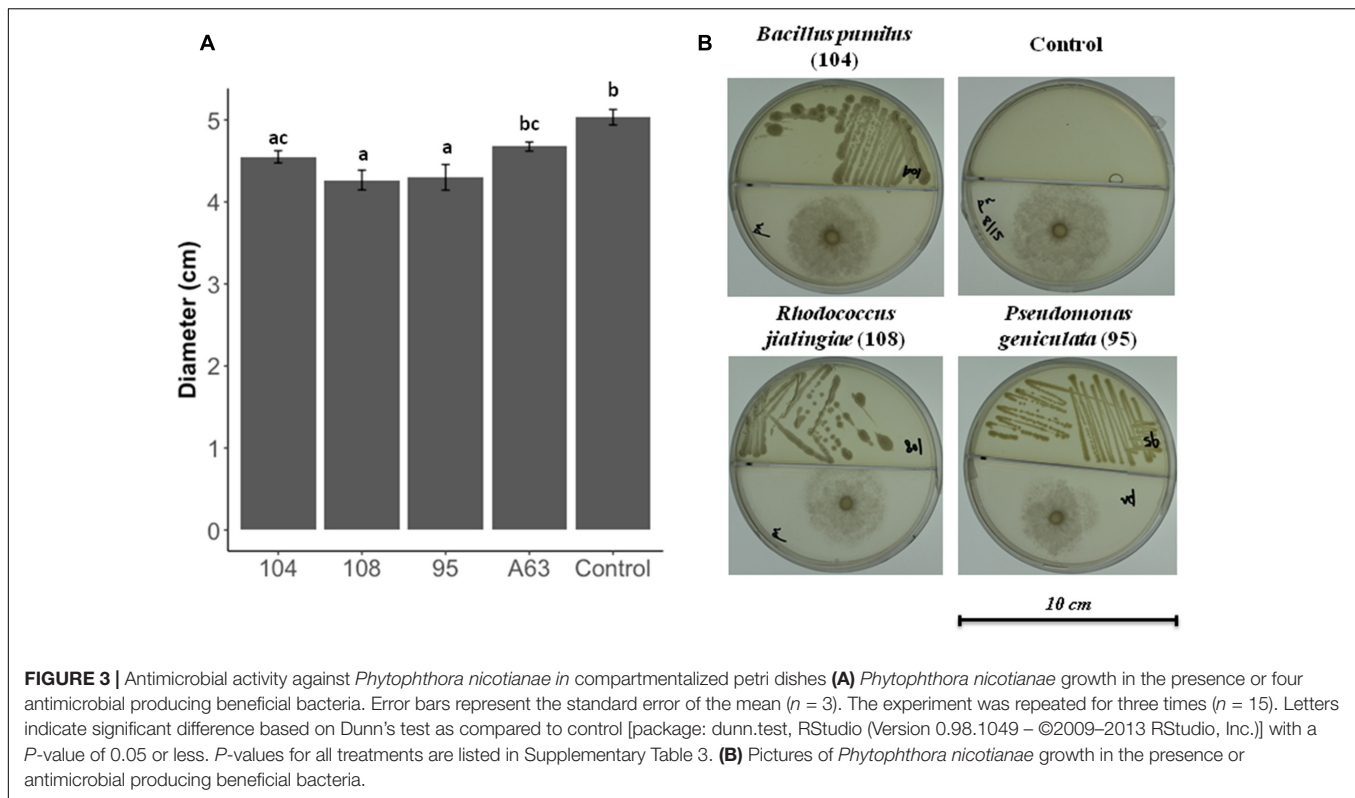 A
Diameter (cm)
5
4
3
2
1
0
ac
a
a
bc
b
104 108 95 A63 Control
B
Bacillus pumilus
(104)
Control
104
5/18
Rhodococcus
jialingiae (108)
Pseudomonas
geniculata (95)
108
95
10 cm
FIGURE 3 | Antimicrobial activity against Phytophthora nicotianae in compartmentalized petri dishes (A) Phytophthora nicotianae growth in the presence or four
antimicrobial producing beneficial bacteria. Error bars represent the standard error of the mean (n = 3). The experiment was repeated for three times (n = 15). Letters
indicate significant difference based on Dunn's test as compared to control [package: dunn.test, RStudio (Version 0.98.1049 – ©2009–2013 RStudio, Inc.)] with a
P-value of 0.05 or less. P-values for all treatments are listed in Supplementary Table 3. (B) Pictures of Phytophthora nicotianae growth in the presence or
antimicrobial producing beneficial bacteria.